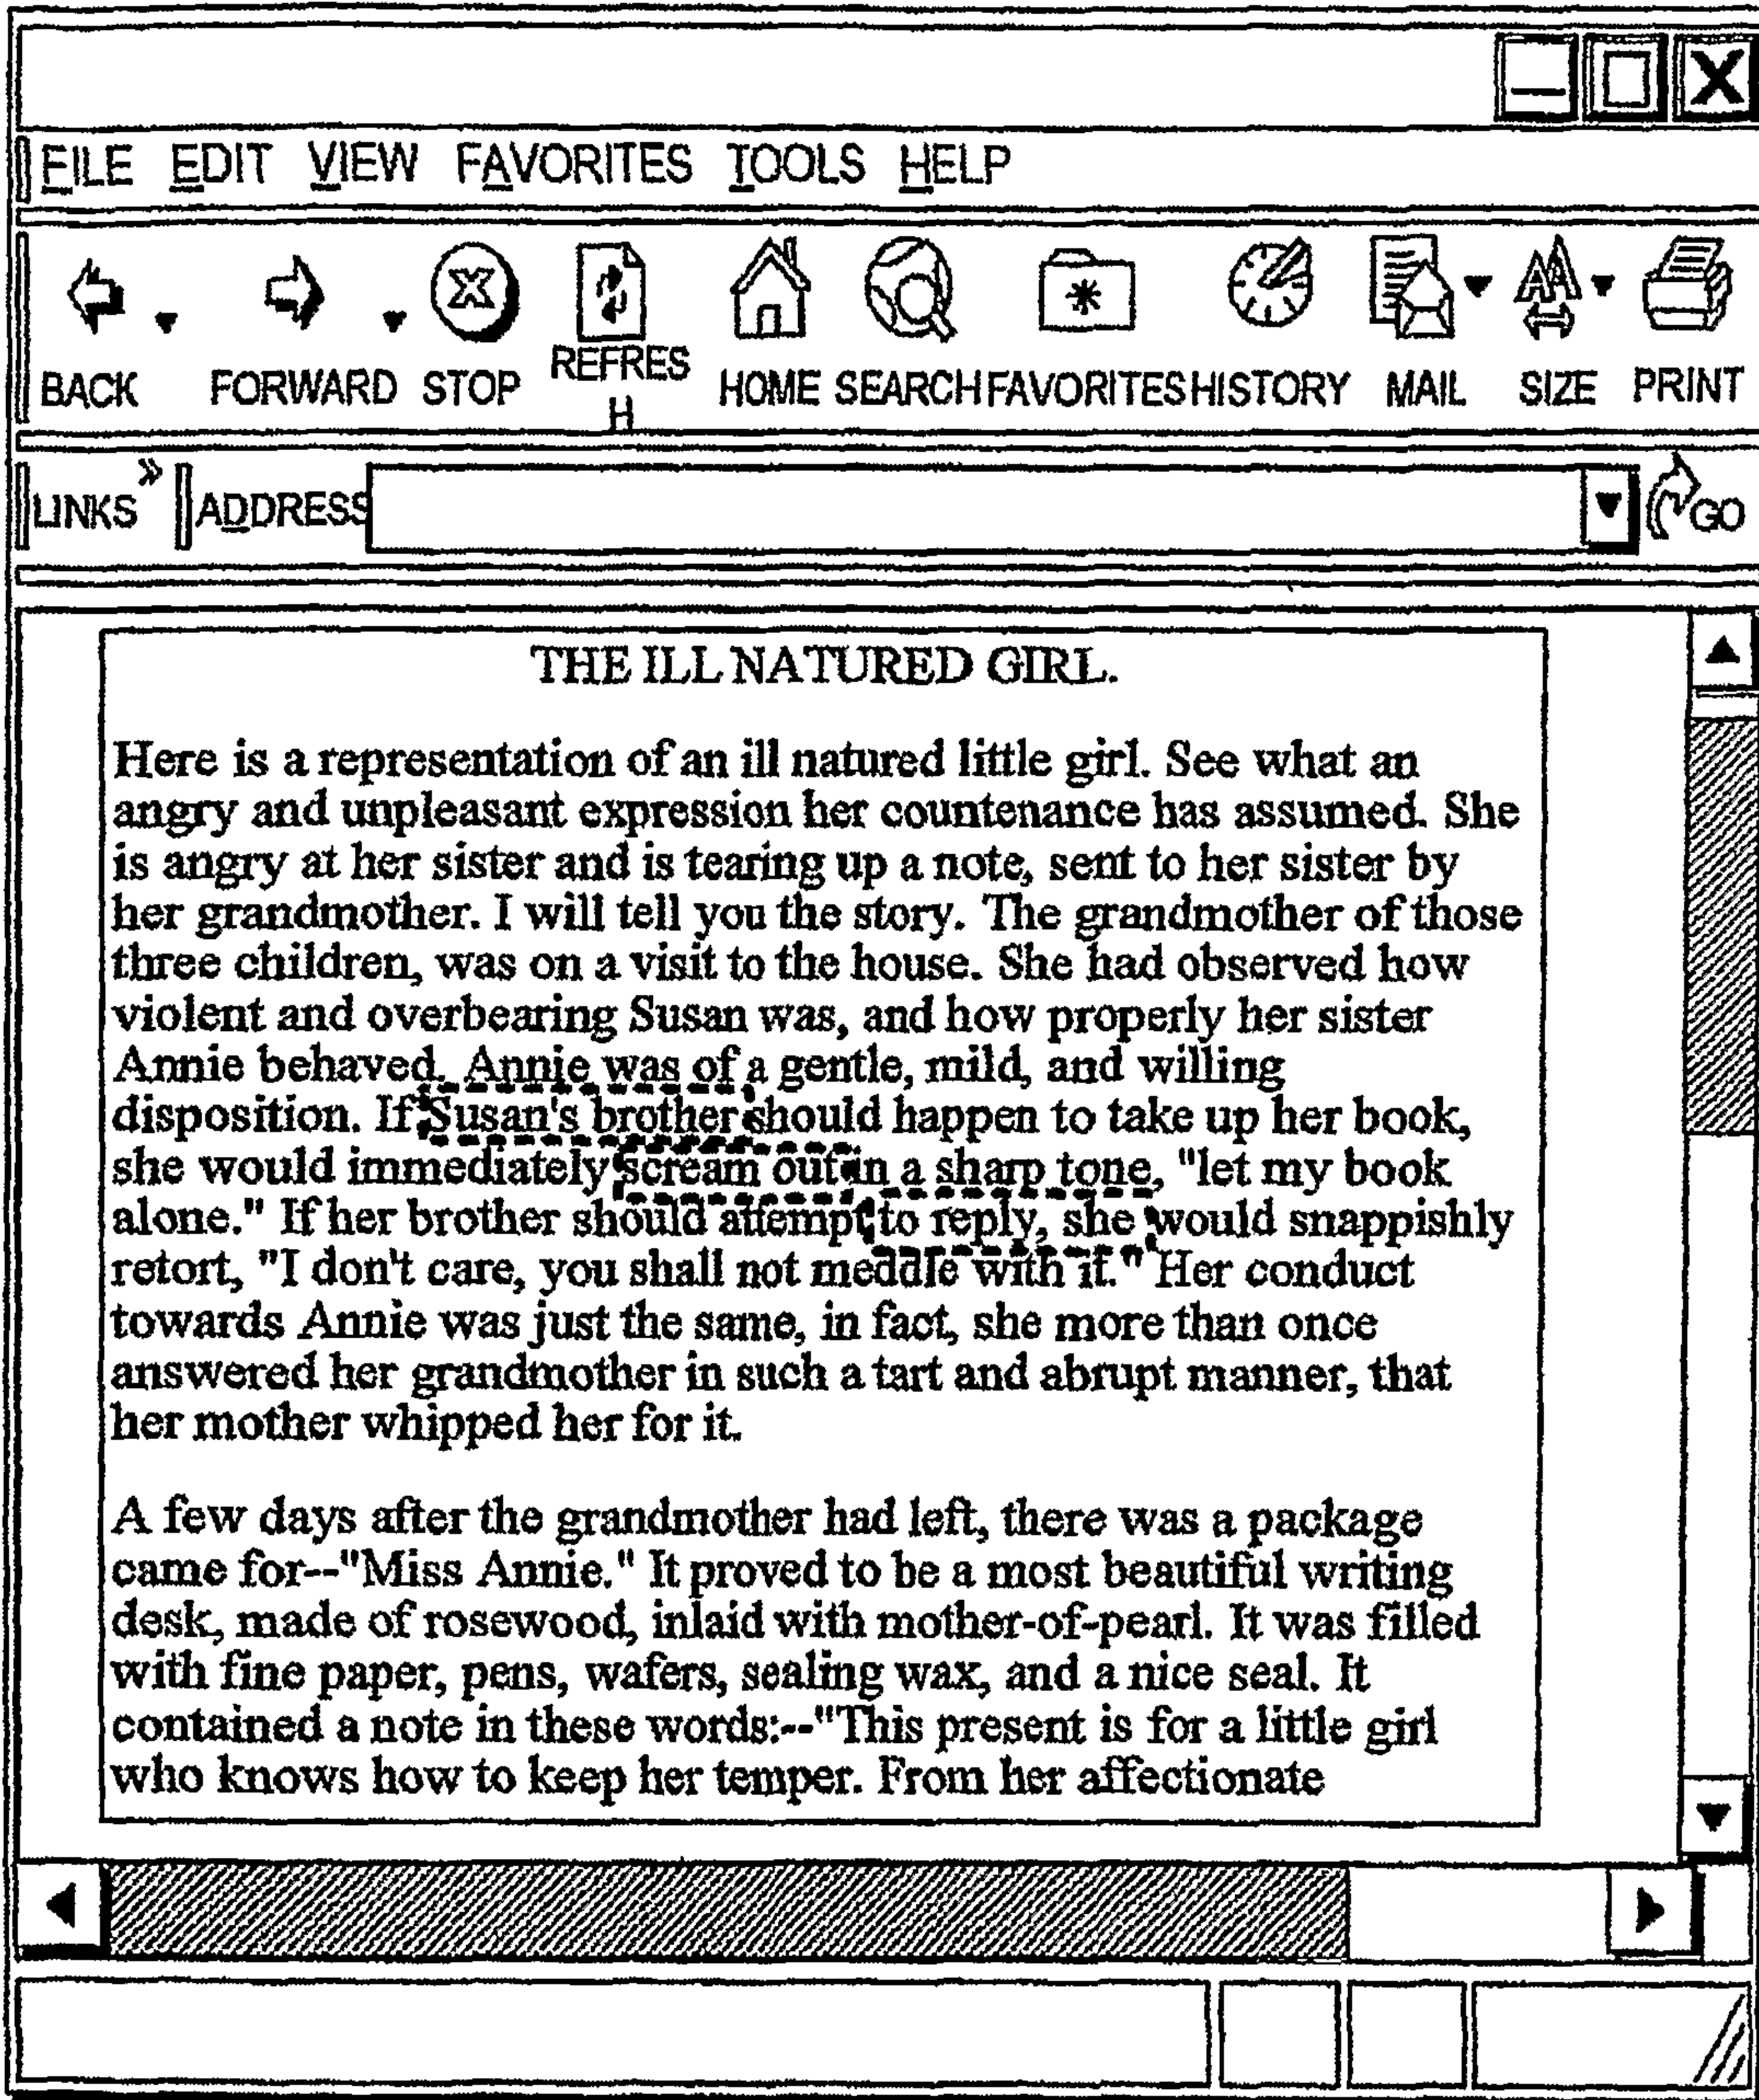 FILE EDIT VIEW FAVORITES TOOLS HELP
BACK FORWARD STOP REFRES
H HOME SEARCH FAVORITES HISTORY MAIL SIZE PRINT
LINKS » ADDRESS GO
THE ILL NATURED GIRL.
Here is a representation of an ill natured little girl. See what an
angry and unpleasant expression her countenance has assumed. She
is angry at her sister and is tearing up a note, sent to her sister by
her grandmother. I will tell you the story. The grandmother of those
three children, was on a visit to the house. She had observed how
violent and overbearing Susan was, and how properly her sister
Annie behaved. Annie was of a gentle, mild, and willing
disposition. If Susan's brother should happen to take up her book,
she would immediately scream out in a sharp tone, "let my book
alone." If her brother should attempt to reply, she would snappishly
retort, "I don't care, you shall not meddle with it." Her conduct
towards Annie was just the same, in fact, she more than once
answered her grandmother in such a tart and abrupt manner, that
her mother whipped her for it.
A few days after the grandmother had left, there was a package
came for--"Miss Annie." It proved to be a most beautiful writing
desk, made of rosewood, inlaid with mother-of-pearl. It was filled
with fine paper, pens, wafers, sealing wax, and a nice seal. It
contained a note in these words:--"This present is for a little girl
who knows how to keep her temper. From her affectionate